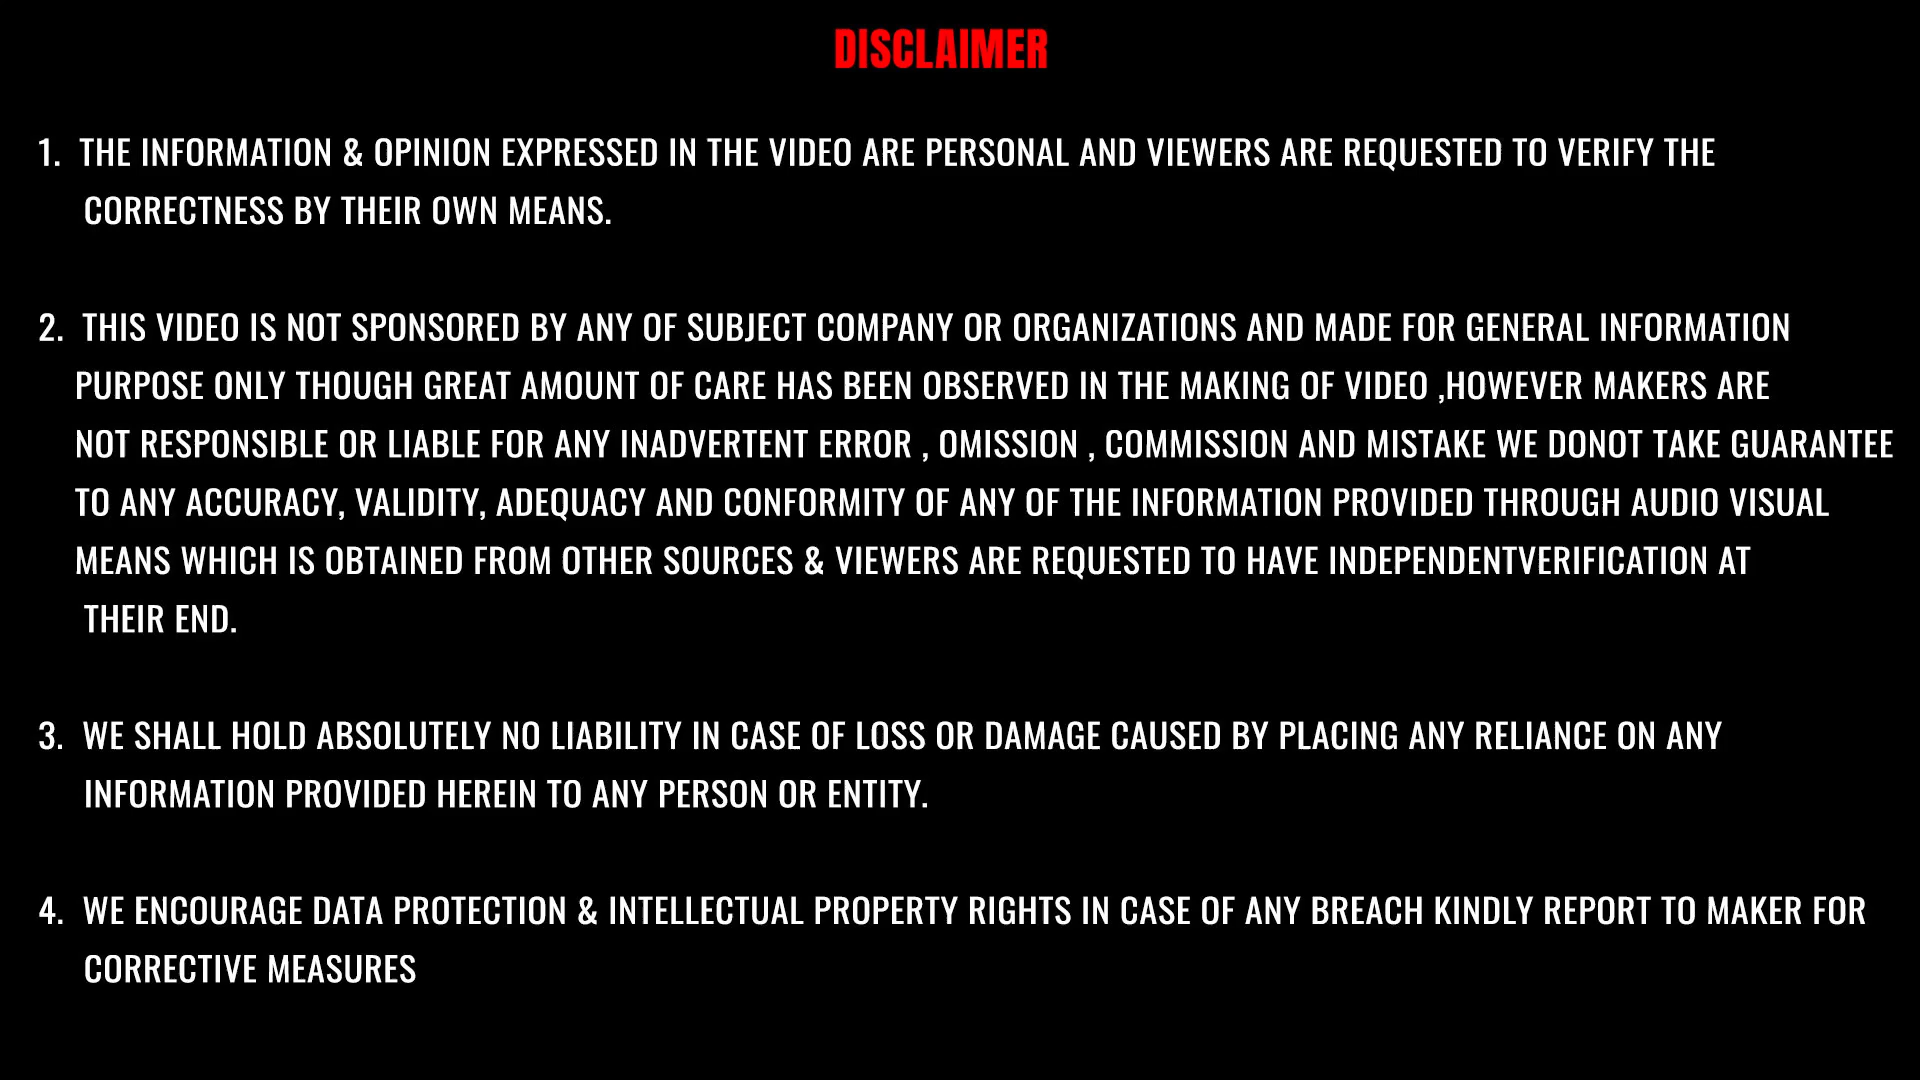 DISCLAIMER
1. THE INFORMATION & OPINION EXPRESSED IN THE VIDEO ARE PERSONAL AND VIEWERS ARE REQUESTED TO VERIFY THE
CORRECTNESS BY THEIR OWN MEANS.
2. THIS VIDEO IS NOT SPONSORED BY ANY OF SUBJECT COMPANY OR ORGANIZATIONS AND MADE FOR GENERAL INFORMATION
PURPOSE ONLY THOUGH GREAT AMOUNT OF CARE HAS BEEN OBSERVED IN THE MAKING OF VIDEO ,HOWEVER MAKERS ARE
NOT RESPONSIBLE OR LIABLE FOR ANY INADVERTENT ERROR , OMISSION , COMMISSION AND MISTAKE WE DONOT TAKE GUARANTEE
TO ANY ACCURACY, VALIDITY, ADEQUACY AND CONFORMITY OF ANY OF THE INFORMATION PROVIDED THROUGH AUDIO VISUAL
MEANS WHICH IS OBTAINED FROM OTHER SOURCES & VIEWERS ARE REQUESTED TO HAVE INDEPENDENTVERIFICATION AT
THEIR END.
3. WE SHALL HOLD ABSOLUTELY NO LIABILITY IN CASE OF LOSS OR DAMAGE CAUSED BY PLACING ANY RELIANCE ON ANY
INFORMATION PROVIDED HEREIN TO ANY PERSON OR ENTITY.
4. WE ENCOURAGE DATA PROTECTION & INTELLECTUAL PROPERTY RIGHTS IN CASE OF ANY BREACH KINDLY REPORT TO MAKER FOR
CORRECTIVE MEASURES